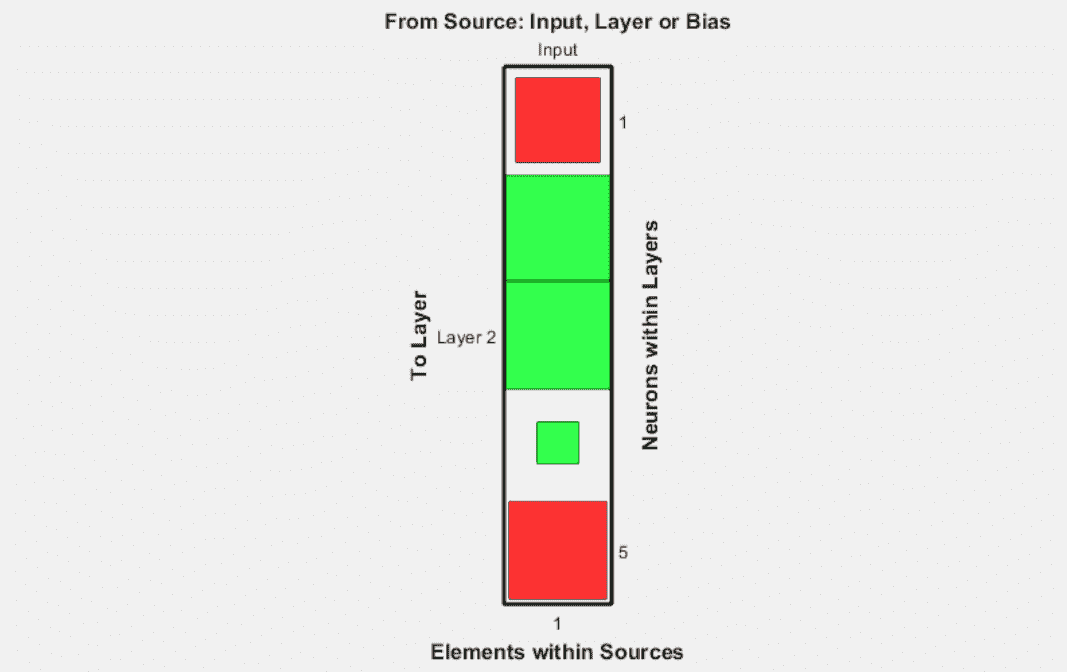 From Source: Input, Layer or Bias
Input
1
To Layer
Layer 2
Neurons within Layers
5
1
Elements within Sources